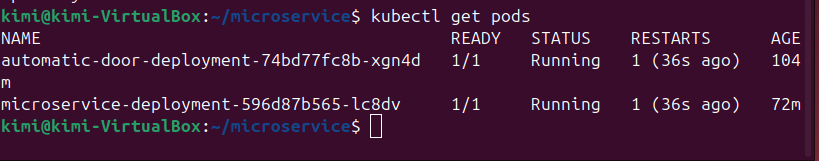 kimi@kimi-VirtualBox:~/microservice$ kubectl get pods
NAME                                     READY   STATUS    RESTARTS      AGE
automatic-door-deployment-74bd77fc8b-xgn4d   1/1     Running   1 (36s ago)   104
m
microservice-deployment-596d87b565-lc8dv     1/1     Running   1 (36s ago)   72m
kimi@kimi-VirtualBox:~/microservice$